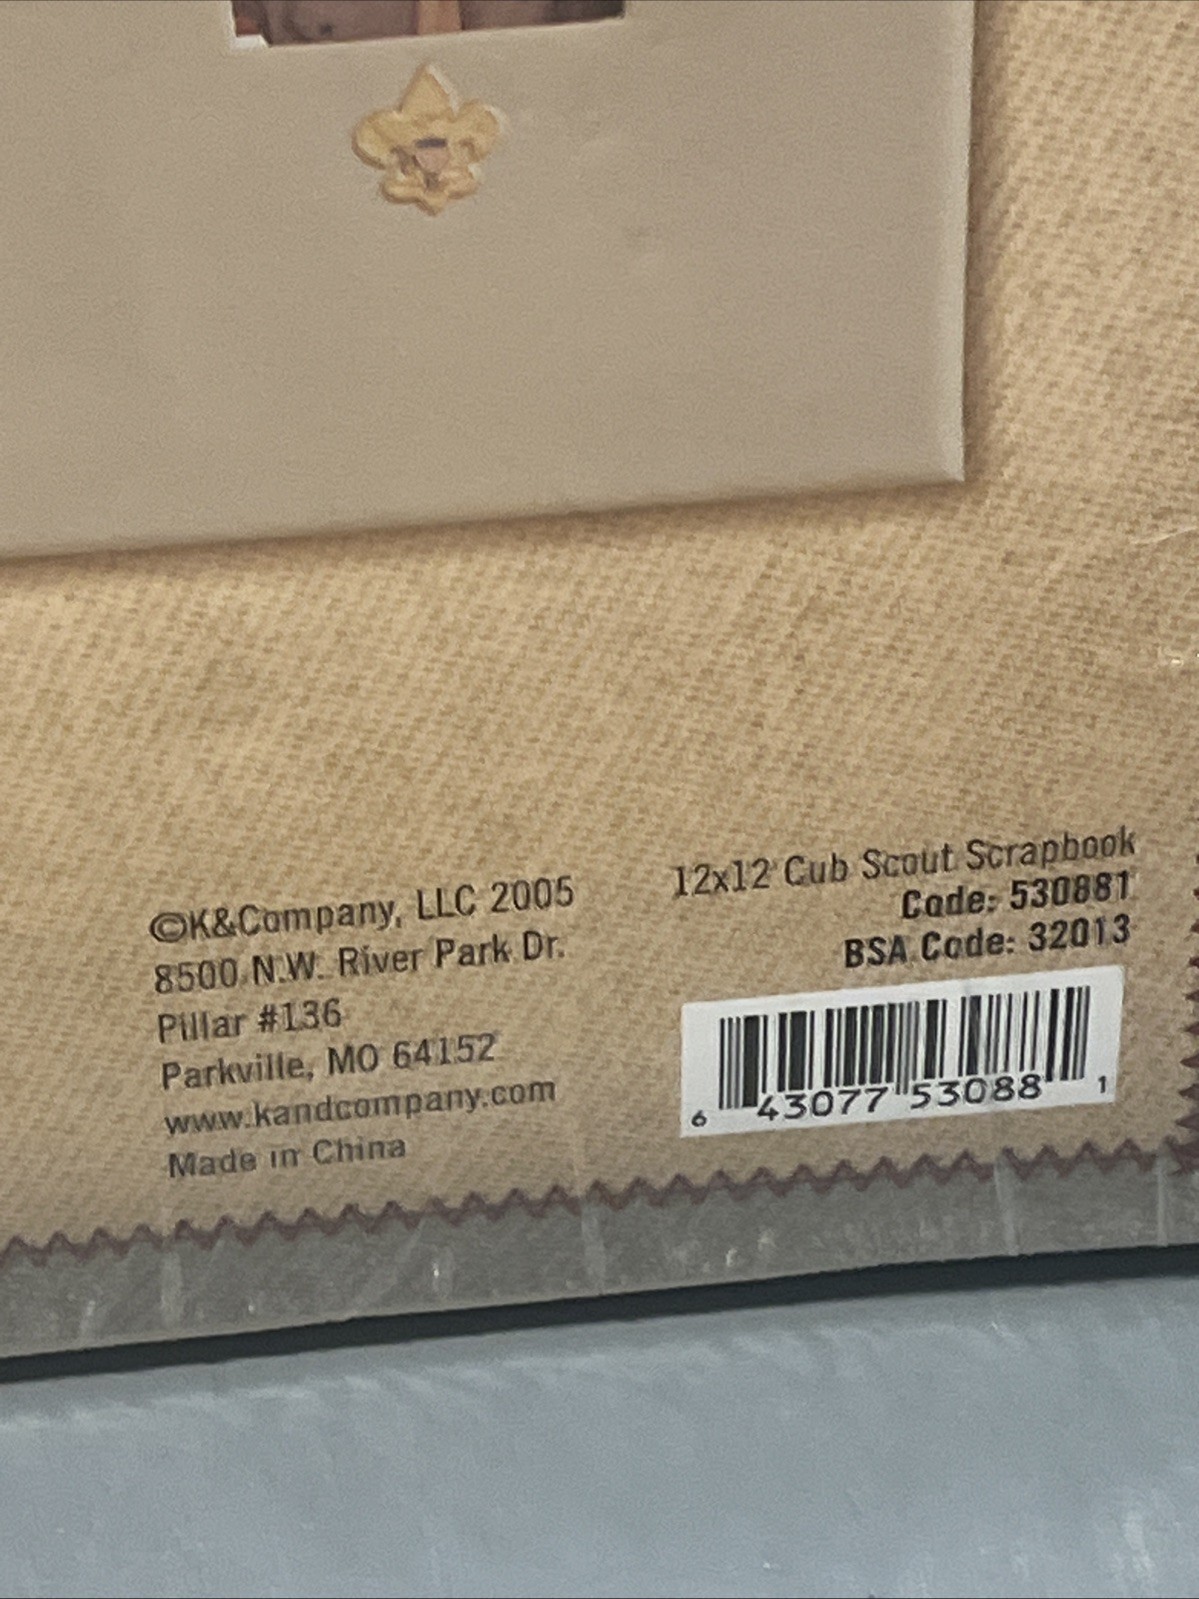 ©K&Company, LLC 2005
8500 N.W. River Park Dr.
Pillar #136
Parkville, MO 64152
www.kandcompany.com
Made in China
12x12 Cub Scout Scrapbook
Code: 530881
BSA Code: 32013
6 43077 53088 1